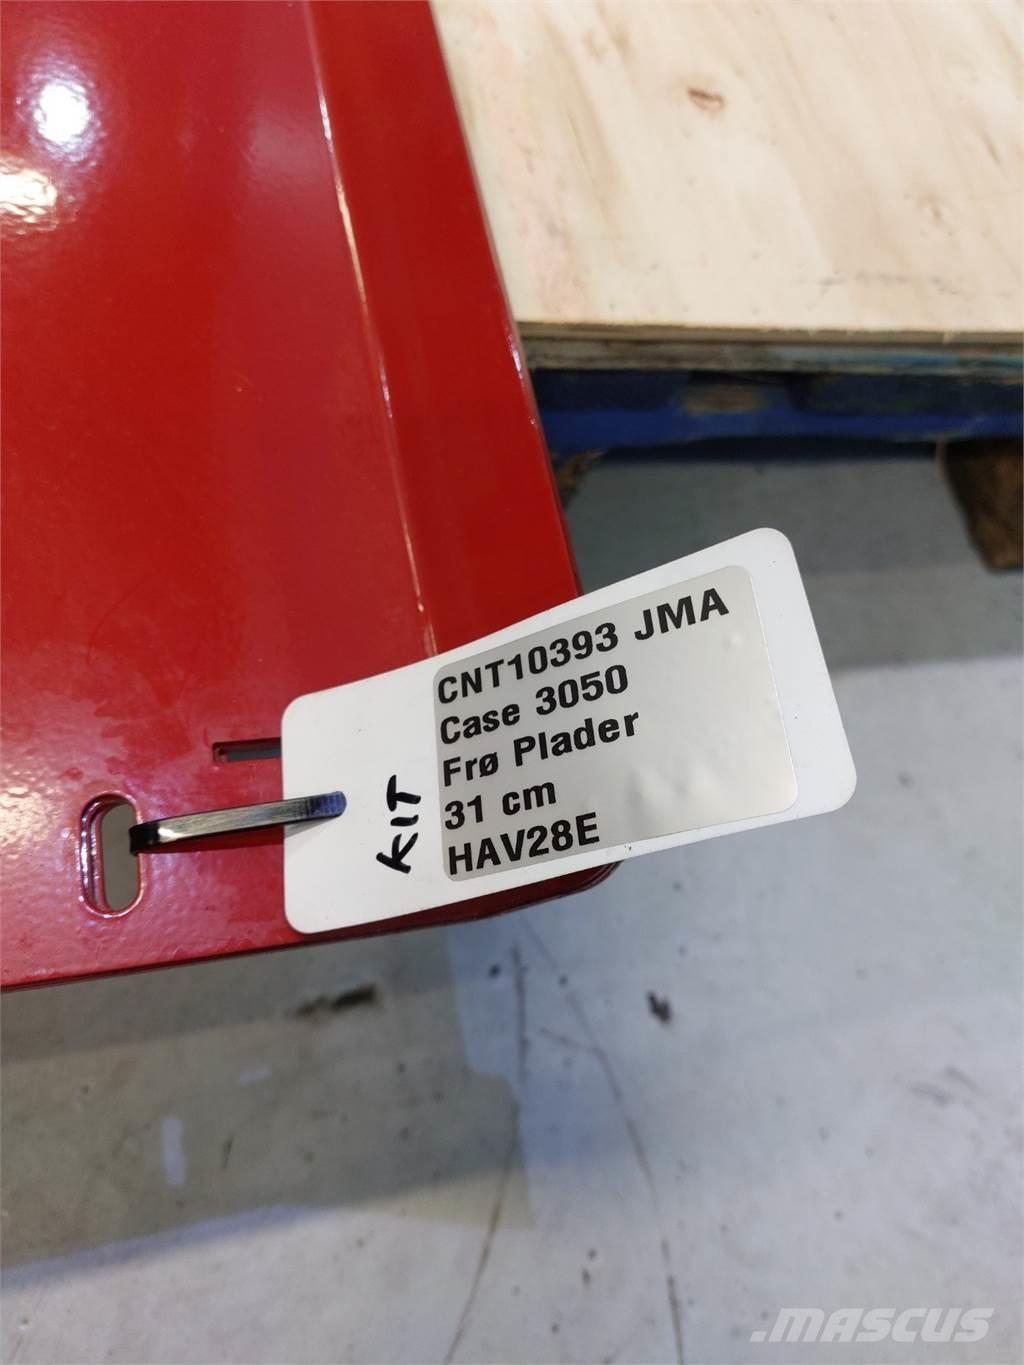 CNT10393 JMA
Case 3050
Frø Plader
31 cm
HAV28E
KIT
MASCUS